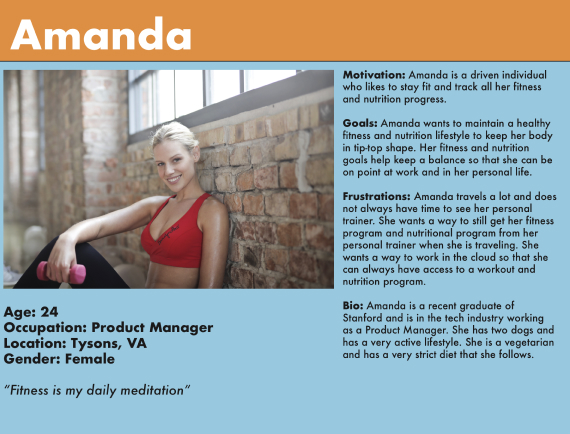 Amanda
Motivation: Amanda is a driven individual
who likes to stay fit and track all her fitness
and nutrition progress.
Goals: Amanda wants to maintain a healthy
fitness and nutrition lifestyle to keep her body
in tip-top shape. Her fitness and nutrition
goals help keep a balance so that she can be
on point at work and in her personal life.
Frustrations: Amanda travels a lot and does
not always have time to see her personal
trainer. She wants a way to still get her fitness
program and nutritional program from her
personal trainer when she is traveling. She
wants a way to work in the cloud so that she
can always have access to a workout and
nutrition program.
Bio: Amanda is a recent graduate of
Stanford and is in the tech industry working
as a Product Manager. She has two dogs and
has a very active lifestyle. She is a vegetarian
and has a very strict diet that she follows.
Age: 24
Occupation: Product Manager
Location: Tysons, VA
Gender: Female
"Fitness is my daily meditation"